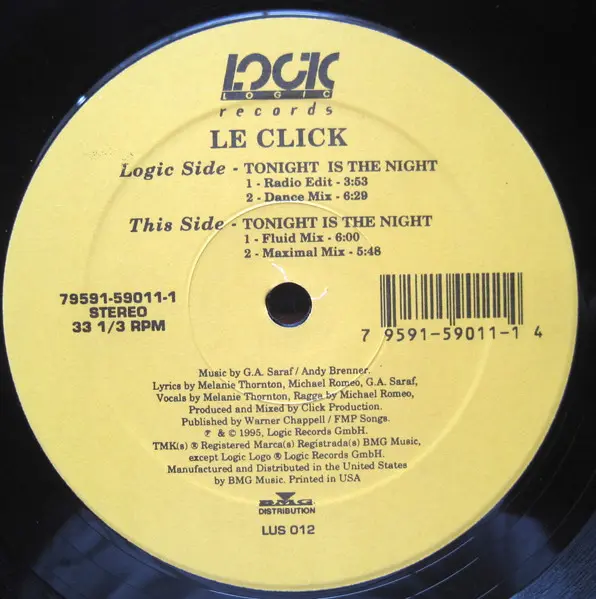 LOGIC
LOGIC
records
LE CLICK
Logic Side - TONIGHT IS THE NIGHT
1 - Radio Edit - 3:53
2 - Dance Mix - 6:29
This Side - TONIGHT IS THE NIGHT
1 - Fluid Mix - 6:00
2 - Maximal Mix - 5:48
79591-59011-1
STEREO
33 1/3 RPM
7 9591-59011-1 4
Music by G.A. Saraf / Andy Brenner.
Lyrics by Melanie Thornton, Michael Romeo, G.A. Saraf,
Vocals by Melanie Thornton, Ragge by Michael Romeo,
Produced and Mixed by Click Production.
Published by Warner Chappell / FMP Songs.
℗ & © 1995, Logic Records GmbH.
TMK(s) ® Registered Marca(s) Registrada(s) BMG Music,
except Logic Logo ® Logic Records GmbH.
Manufactured and Distributed in the United States
by BMG Music. Printed in USA
BMG
DISTRIBUTION
LUS 012